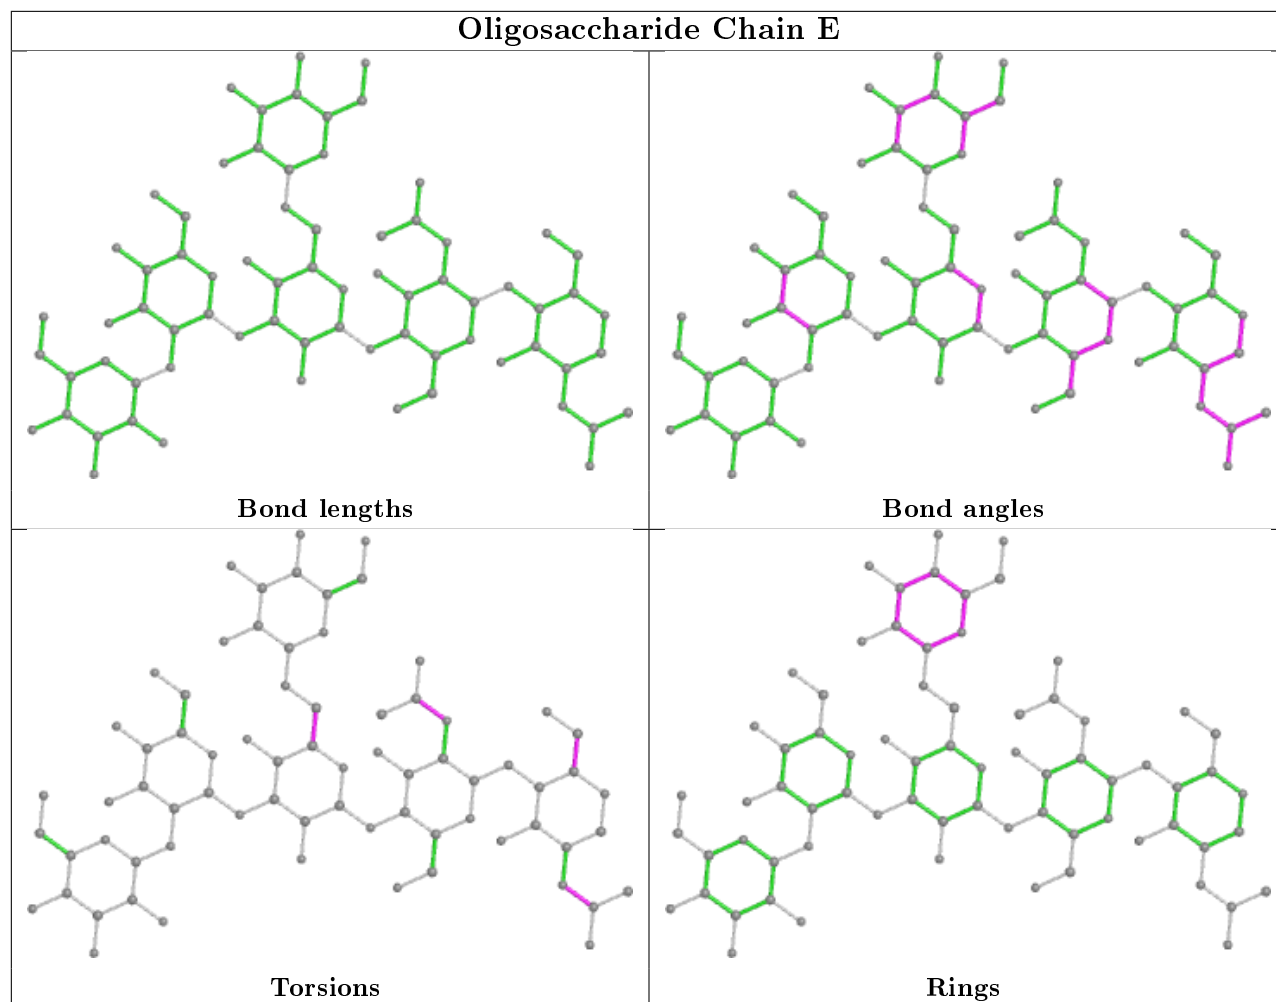 Oligosaccharide Chain E
Bond lengths
Bond angles
Torsions
Rings